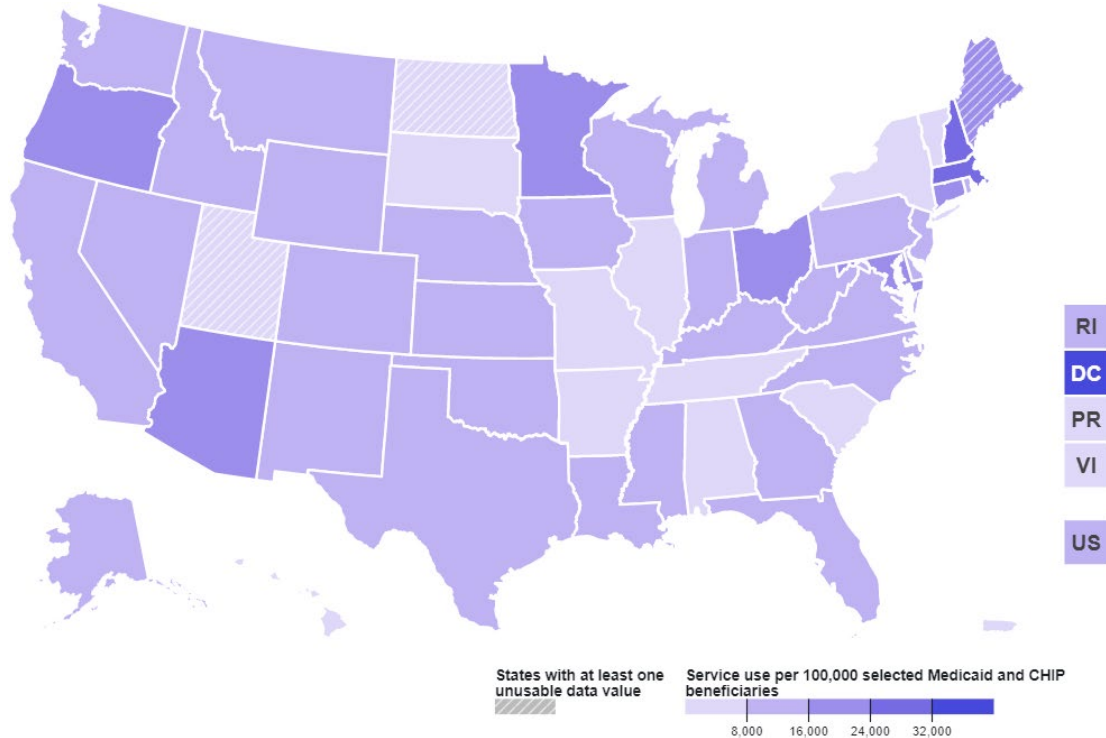 RI
DC
PR
VI
US
States with at least one
unusable data value
Service use per 100,000 selected Medicaid and CHIP
beneficiaries
8,000 16,000 24,000 32,000